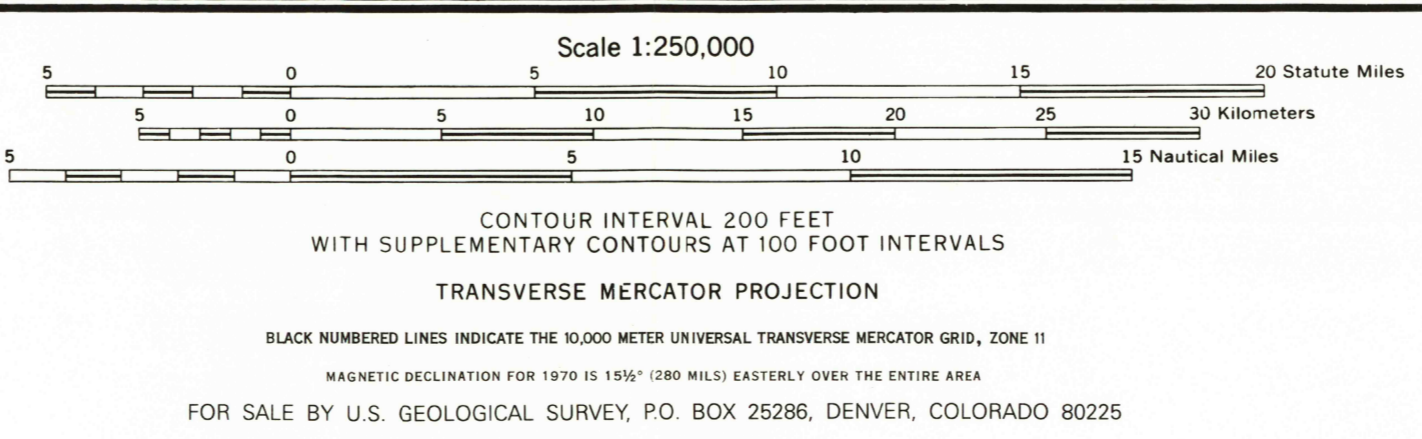 Scale 1:250,000
5 0 5 10 15 20 Statute Miles
5 0 5 10 15 20 25 30 Kilometers
5 0 5 10 15 Nautical Miles
CONTOUR INTERVAL 200 FEET
WITH SUPPLEMENTARY CONTOURS AT 100 FOOT INTERVALS
TRANSVERSE MERCATOR PROJECTION
BLACK NUMBERED LINES INDICATE THE 10,000 METER UNIVERSAL TRANSVERSE MERCATOR GRID, ZONE 11
MAGNETIC DECLINATION FOR 1970 IS 15½° (280 MILS) EASTERLY OVER THE ENTIRE AREA
FOR SALE BY U.S. GEOLOGICAL SURVEY, P.O. BOX 25286, DENVER, COLORADO 80225